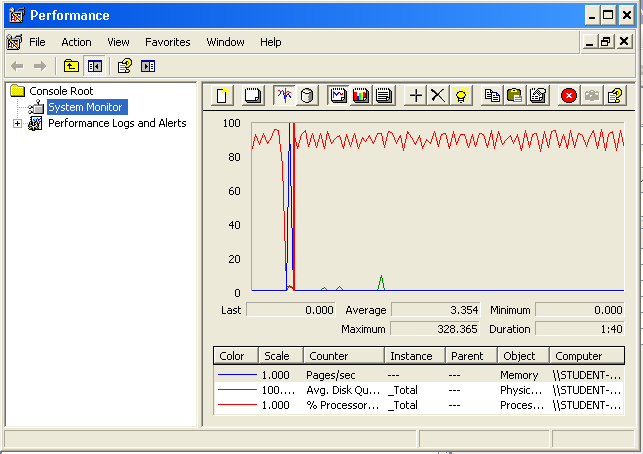 Performance
File Action View Favorites Window Help
Console Root
System Monitor
Performance Logs and Alerts
100
80
60
40
20
0
Last 0.000 Average 3.354 Minimum 0.000
Maximum 328.365 Duration 1:40
Color Scale Counter Instance Parent Object Computer
1.000 Pages/sec --- --- Memory \\STUDENT-...
100.... Avg. Disk Qu... _Total --- Physic... \\STUDENT-...
1.000 % Processor... _Total --- Proces... \\STUDENT-...